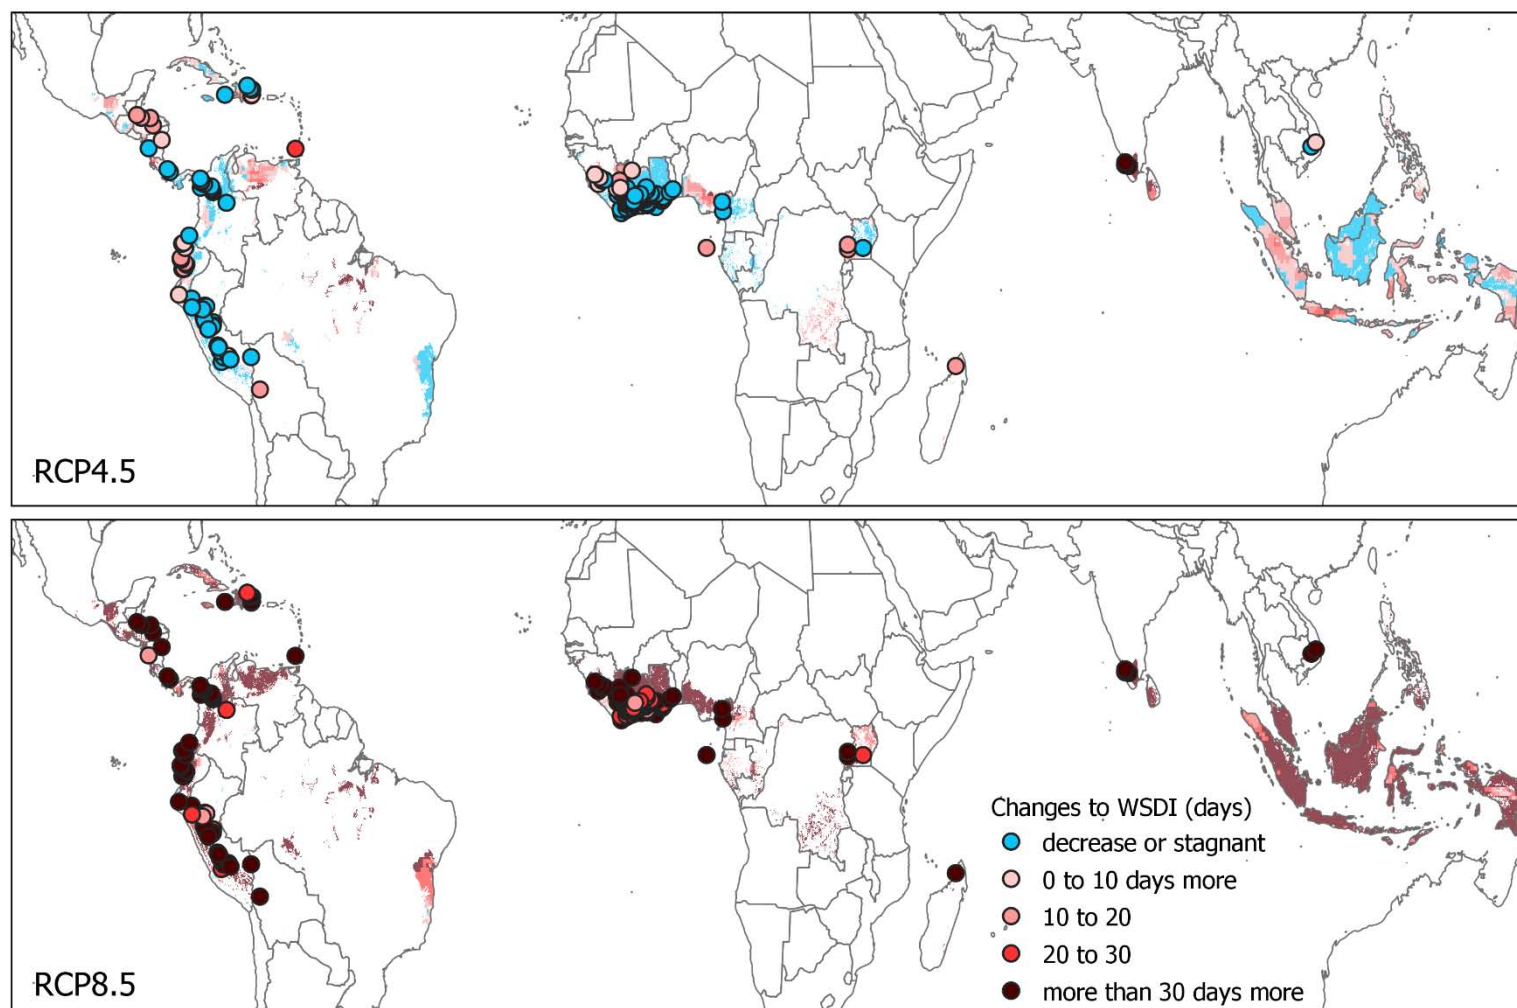 RCP4.5
Changes to WSDI (days)
decrease or stagnant
0 to 10 days more
10 to 20
20 to 30
more than 30 days more
RCP8.5